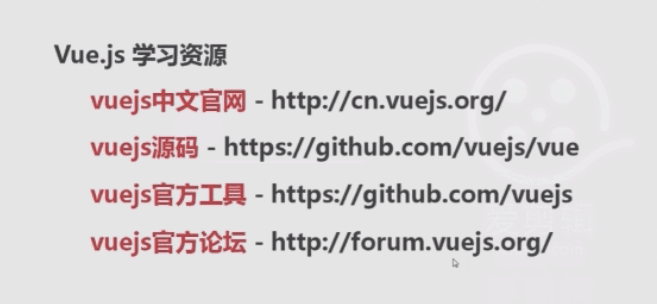 Vue.js 学习资源
vuejs中文官网 - http://cn.vuejs.org/
vuejs源码 - https://github.com/vuejs/vue
vuejs官方工具 - https://github.com/vuejs
vuejs官方论坛 - http://forum.vuejs.org/